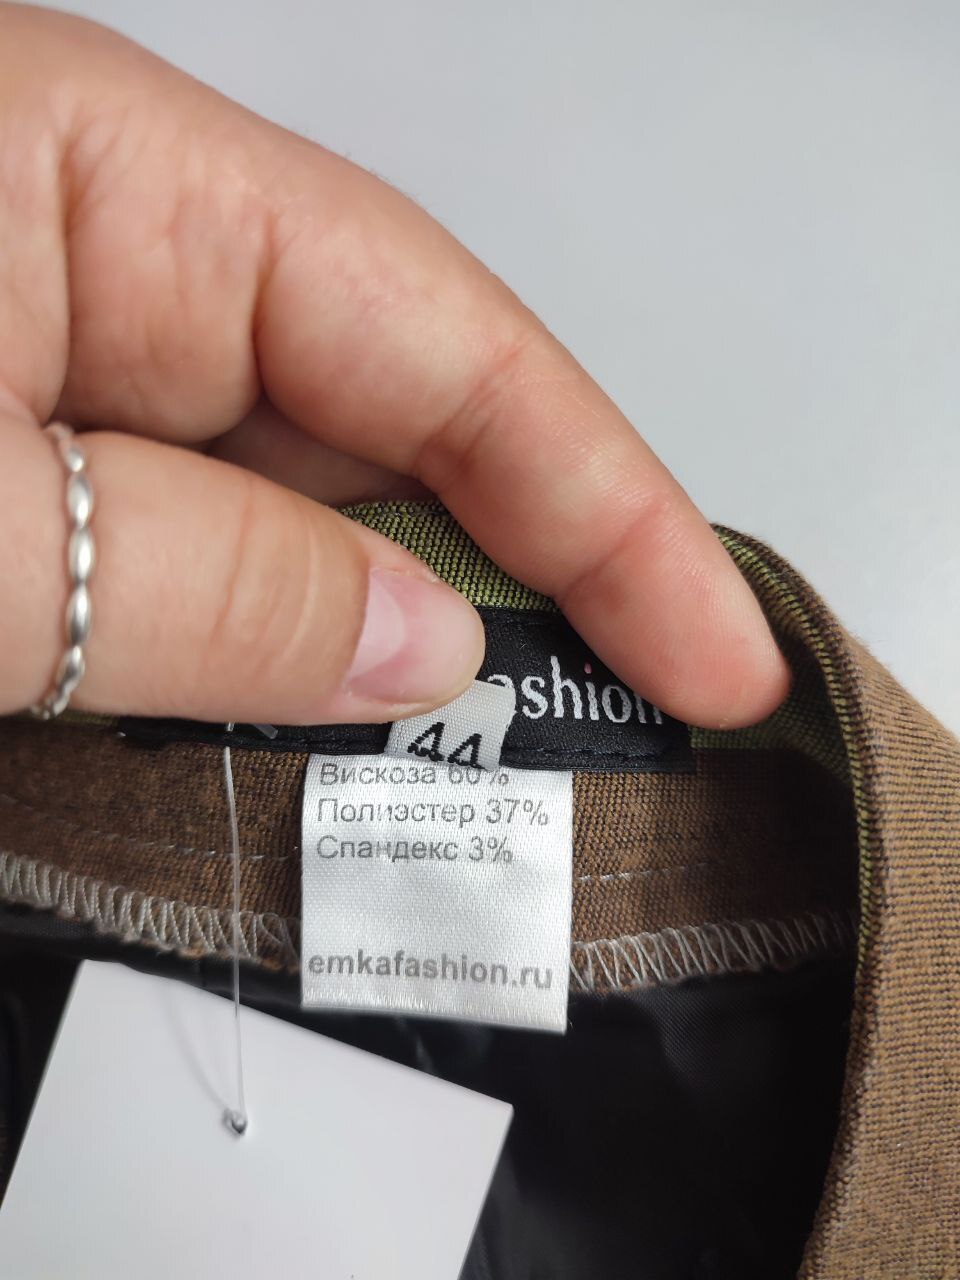 ashion
44
Вискоза 60%
Полиэстер 37%
Спандекс 3%
emkafashion.ru